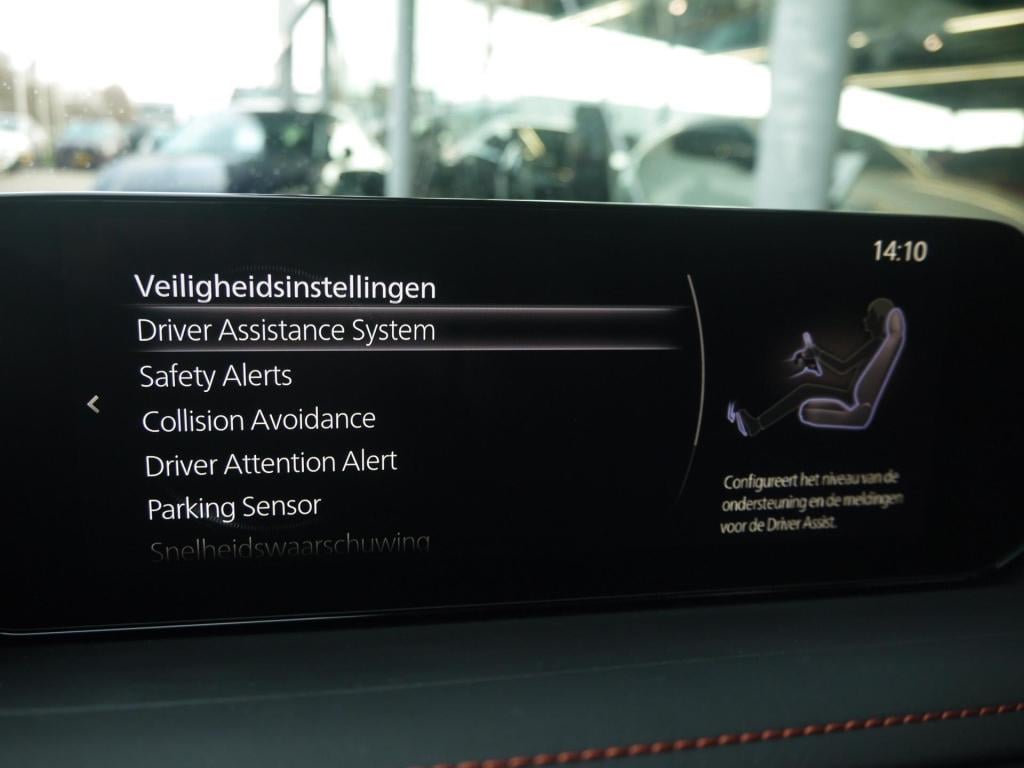 14:10
Veiligheidsinstellingen
Driver Assistance System
Safety Alerts
Collision Avoidance
Driver Attention Alert
Parking Sensor
Snelheidswaarschuwing
Configureert het niveau van de
ondersteuning en de meldingen
voor de Driver Assist.